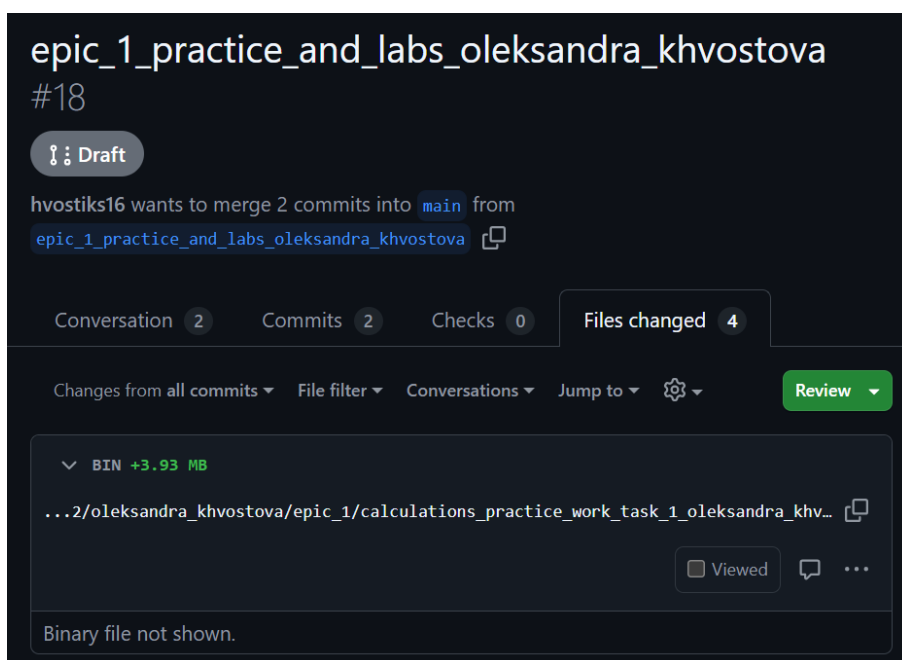 epic_1_practice_and_labs_oleksandra_khvostova
#18
Draft
hvostiks16 wants to merge 2 commits into main from
epic_1_practice_and_labs_oleksandra_khvostova
Conversation 2 Commits 2 Checks 0 Files changed 4
Changes from all commits File filter Conversations Jump to Review
BIN +3.93 MB
...2/oleksandra_khvostova/epic_1/calculations_practice_work_task_1_oleksandra_khv…
Viewed
Binary file not shown.